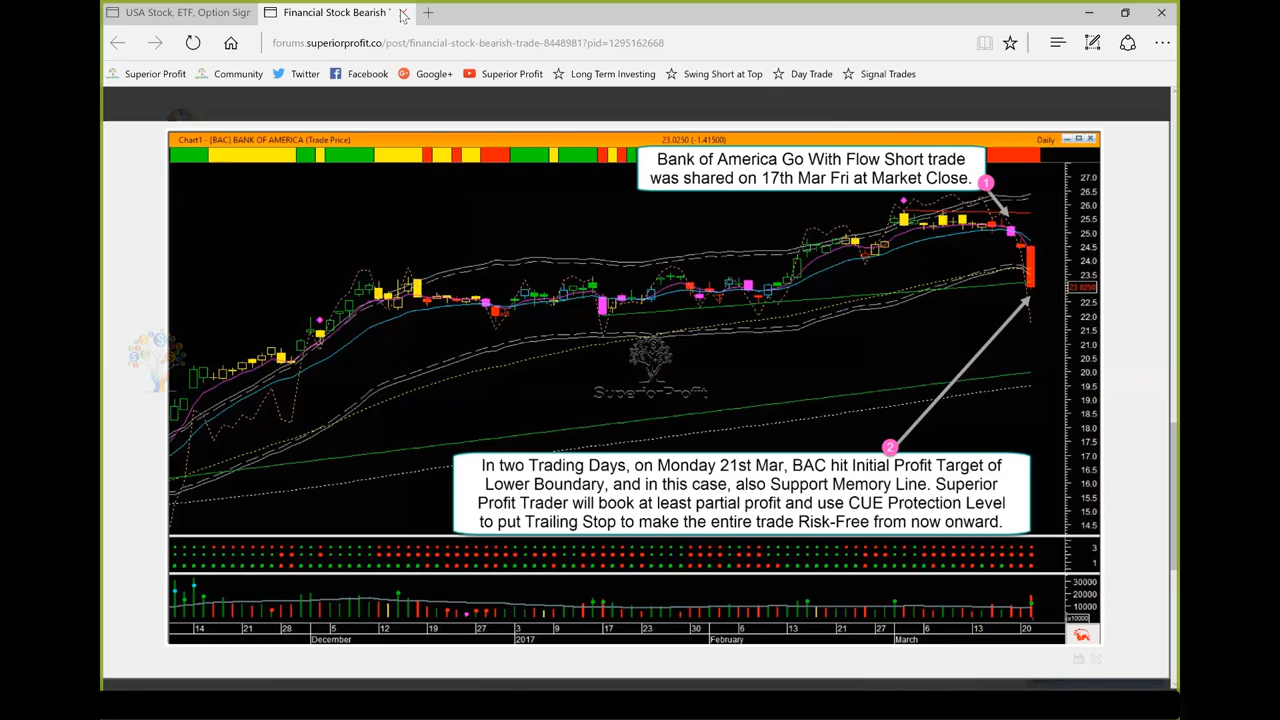 USA Stock, ETF, Option Sigr
Financial Stock Bearish
forums.superiorprofit.co/post/financial-stock-bearish-trade-8448981?pid=1295162668
Superior Profit Community Twitter Facebook Google+ Superior Profit Long Term Investing Swing Short at Top Day Trade Signal Trades
Chart1 - [BAC] BANK OF AMERICA (Trade Price) 23.0250 (-1.41500) Daily
Bank of America Go With Flow Short trade
was shared on 17th Mar Fri at Market Close.
1
27.0
26.5
26.0
25.5
25.0
24.5
24.0
23.5
23.0250
22.5
22.0
21.5
21.0
20.5
20.0
19.5
19.0
18.5
18.0
17.5
17.0
16.5
16.0
15.5
15.0
14.5
Superior-Profit
2
In two Trading Days, on Monday 21st Mar, BAC hit Initial Profit Target of
Lower Boundary, and in this case, also Support Memory Line. Superior
Profit Trader will book at least partial profit and use CUE Protection Level
to put Trailing Stop to make the entire trade Risk-Free from now onward.
3
1
30000
20000
10000
x10000
14 21 28 5 12 19 27 3 9 17 23 30 6 13 21 27 6 13 20
December 2017 February March